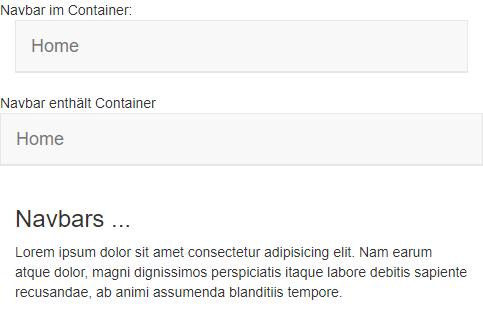 Navbar im Container:
Home
Navbar enthält Container
Home
Navbars ...
Lorem ipsum dolor sit amet consectetur adipisicing elit. Nam earum
atque dolor, magni dignissimos perspiciatis itaque labore debitis sapiente
recusandae, ab animi assumenda blanditiis tempore.